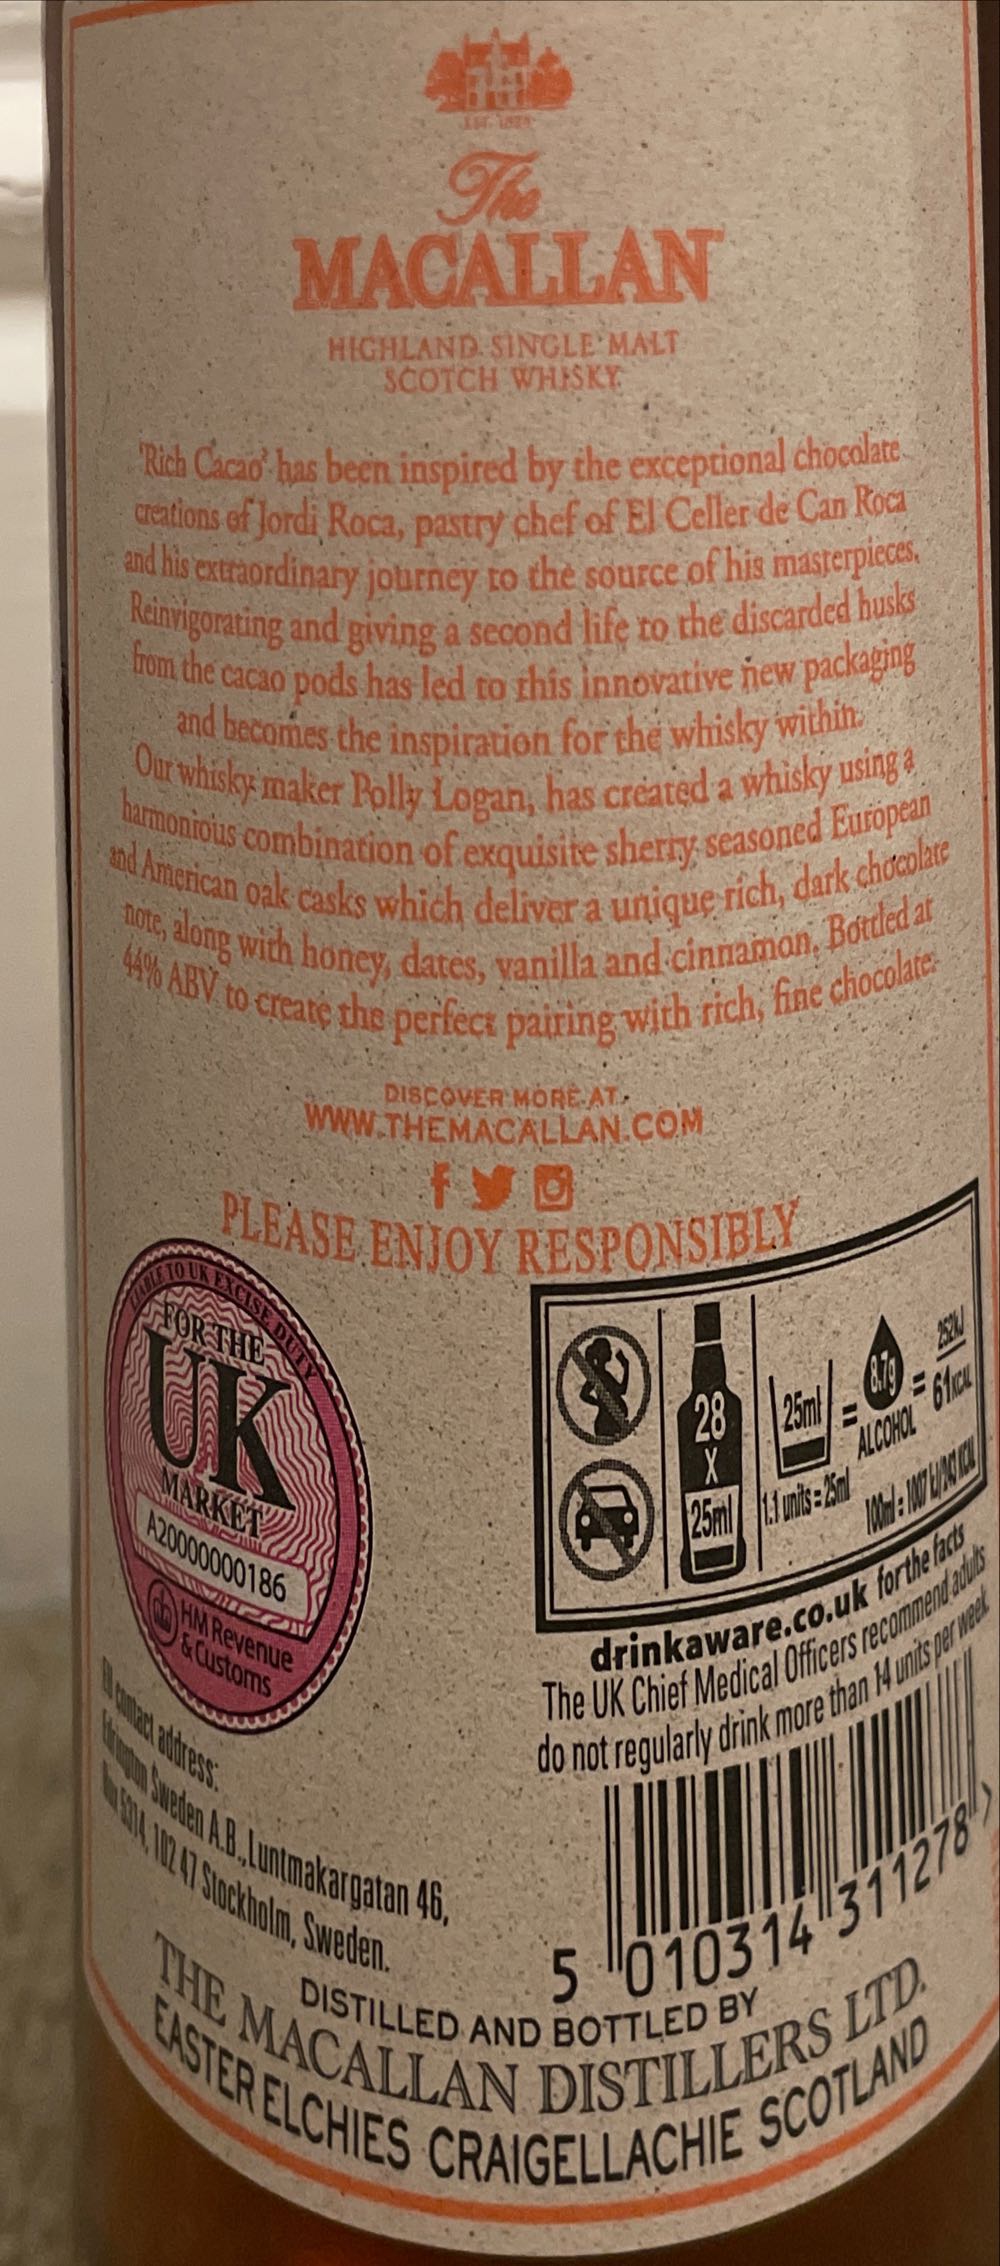 EST. 1824
The
MACALLAN
HIGHLAND SINGLE MALT
SCOTCH WHISKY
'Rich Cacao' has been inspired by the exceptional chocolate
creations of Jordi Roca, pastry chef of El Celler de Can Roca
and his extraordinary journey to the source of his masterpieces.
Reinvigorating and giving a second life to the discarded husks
from the cacao pods has led to this innovative new packaging
and becomes the inspiration for the whisky within.
Our whisky maker Polly Logan, has created a whisky using a
harmonious combination of exquisite sherry seasoned European
and American oak casks which deliver a unique rich, dark chocolate
note, along with honey, dates, vanilla and cinnamon. Bottled at
44% ABV to create the perfect pairing with rich, fine chocolate.
DISCOVER MORE AT
WWW.THEMACALLAN.COM
PLEASE ENJOY RESPONSIBLY
LIABLE TO UK EXCISE DUTY
FOR THE
UK
MARKET
A20000000186
HM Revenue
& Customs
28
X
25ml
25ml
=
8.7g
ALCOHOL
=
252kJ
61KCAL
1.1 units = 25ml
100ml = 1007 kJ/243 KCAL
drinkaware.co.uk for the facts
The UK Chief Medical Officers recommend adults
do not regularly drink more than 14 units per week.
EU contact address:
Edrington Sweden A.B., Luntmakargatan 46,
Box 5314, 102 47 Stockholm, Sweden.
5 010314 311278 >
DISTILLED AND BOTTLED BY
THE MACALLAN DISTILLERS LTD.
EASTER ELCHIES CRAIGELLACHIE SCOTLAND